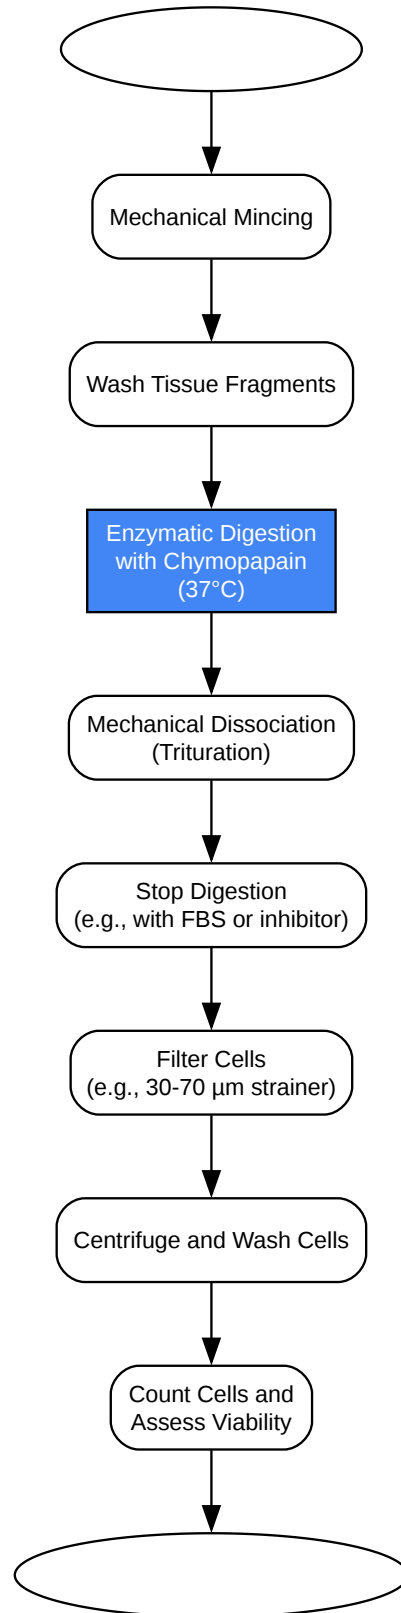 Mechanical Mincing
Wash Tissue Fragments
Enzymatic Digestion
with Chymopapain
(37°C)
Mechanical Dissociation
(Trituration)
Stop Digestion
(e.g., with FBS or inhibitor)
Filter Cells
(e.g., 30-70 µm strainer)
Centrifuge and Wash Cells
Count Cells and
Assess Viability